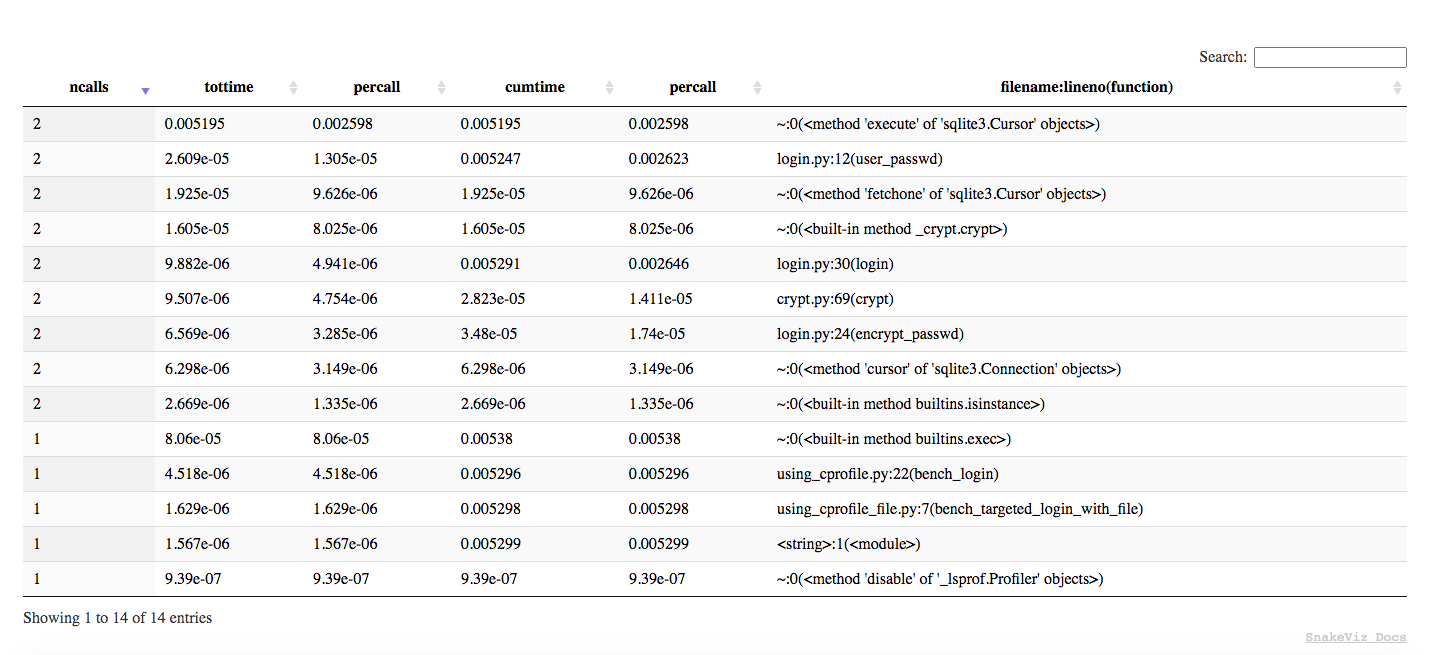 Search:
ncalls tottime percall cumtime percall filename:lineno(function)
2 0.005195 0.002598 0.005195 0.002598 ~:0(<method 'execute' of 'sqlite3.Cursor' objects>)
2 2.609e-05 1.305e-05 0.005247 0.002623 login.py:12(user_passwd)
2 1.925e-05 9.626e-06 1.925e-05 9.626e-06 ~:0(<method 'fetchone' of 'sqlite3.Cursor' objects>)
2 1.605e-05 8.025e-06 1.605e-05 8.025e-06 ~:0(<built-in method _crypt.crypt>)
2 9.882e-06 4.941e-06 0.005291 0.002646 login.py:30(login)
2 9.507e-06 4.754e-06 2.823e-05 1.411e-05 crypt.py:69(crypt)
2 6.569e-06 3.285e-06 3.48e-05 1.74e-05 login.py:24(encrypt_passwd)
2 6.298e-06 3.149e-06 6.298e-06 3.149e-06 ~:0(<method 'cursor' of 'sqlite3.Connection' objects>)
2 2.669e-06 1.335e-06 2.669e-06 1.335e-06 ~:0(<built-in method builtins.isinstance>)
1 8.06e-05 8.06e-05 0.00538 0.00538 ~:0(<built-in method builtins.exec>)
1 4.518e-06 4.518e-06 0.005296 0.005296 using_cprofile.py:22(bench_login)
1 1.629e-06 1.629e-06 0.005298 0.005298 using_cprofile_file.py:7(bench_targeted_login_with_file)
1 1.567e-06 1.567e-06 0.005299 0.005299 <string>:1(<module>)
1 9.39e-07 9.39e-07 9.39e-07 9.39e-07 ~:0(<method 'disable' of '_lsprof.Profiler' objects>)
Showing 1 to 14 of 14 entries
SnakeViz Docs